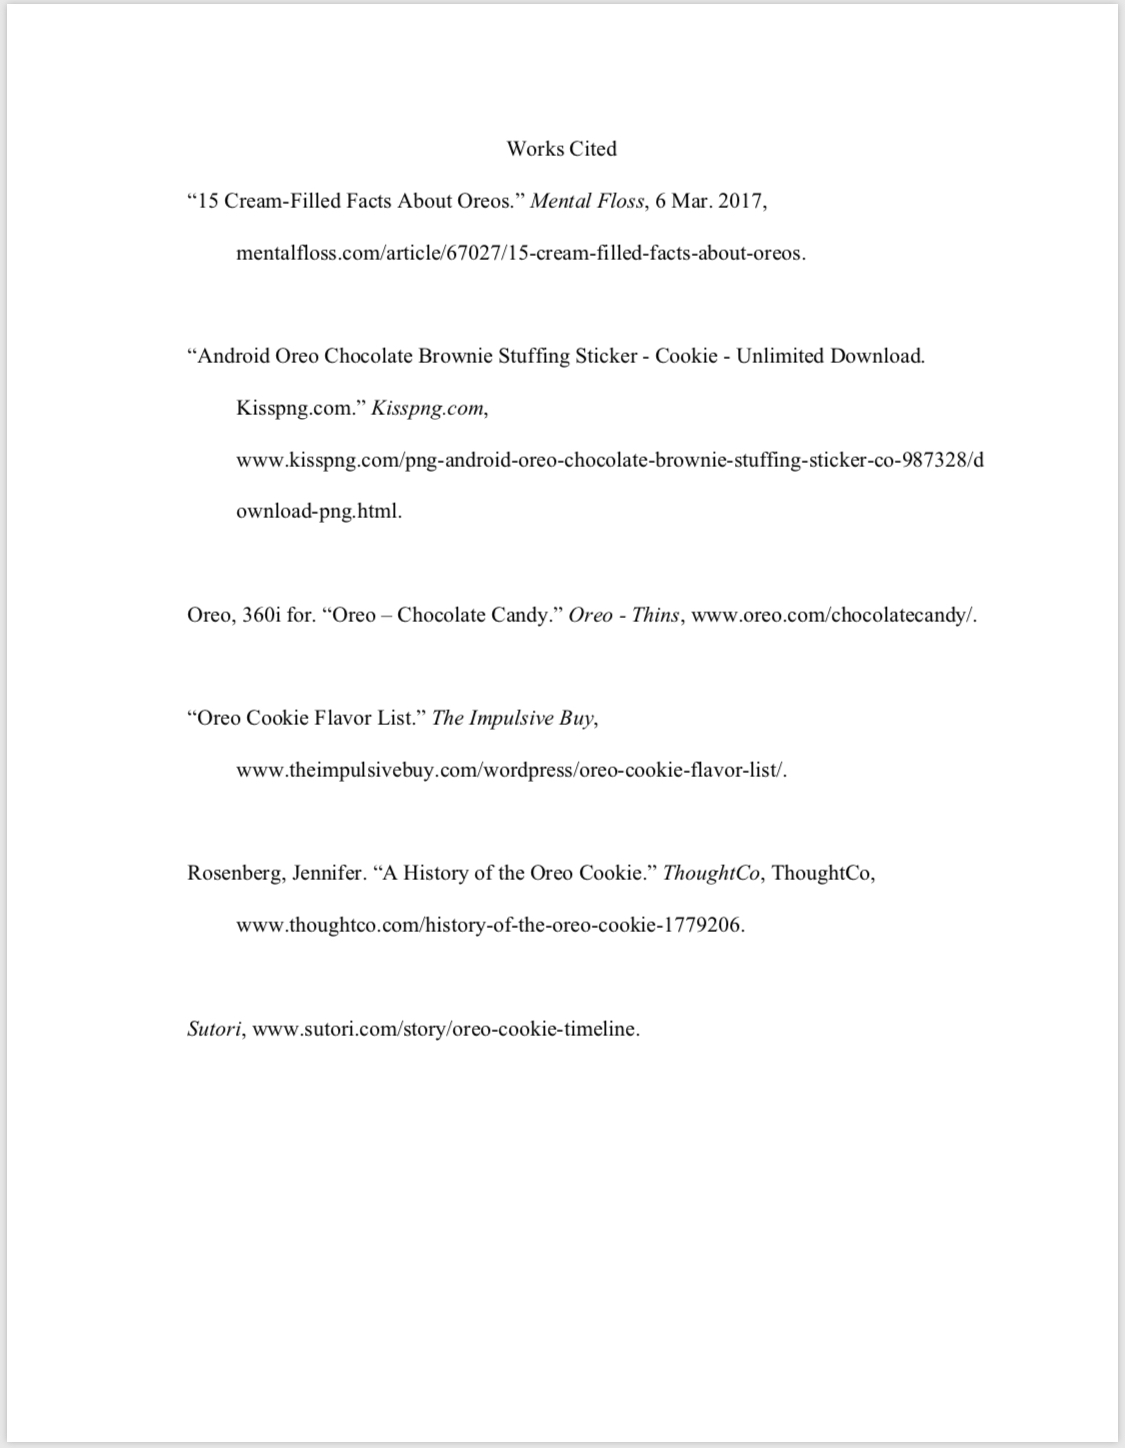 Works Cited
“15 Cream-Filled Facts About Oreos.” Mental Floss, 6 Mar. 2017,
mentalfloss.com/article/67027/15-cream-filled-facts-about-oreos.
“Android Oreo Chocolate Brownie Stuffing Sticker - Cookie - Unlimited Download.
Kisspng.com.” Kisspng.com,
www.kisspng.com/png-android-oreo-chocolate-brownie-stuffing-sticker-co-987328/d
ownload-png.html.
Oreo, 360i for. “Oreo – Chocolate Candy.” Oreo - Thins, www.oreo.com/chocolatecandy/.
“Oreo Cookie Flavor List.” The Impulsive Buy,
www.theimpulsivebuy.com/wordpress/oreo-cookie-flavor-list/.
Rosenberg, Jennifer. “A History of the Oreo Cookie.” ThoughtCo, ThoughtCo,
www.thoughtco.com/history-of-the-oreo-cookie-1779206.
Sutori, www.sutori.com/story/oreo-cookie-timeline.